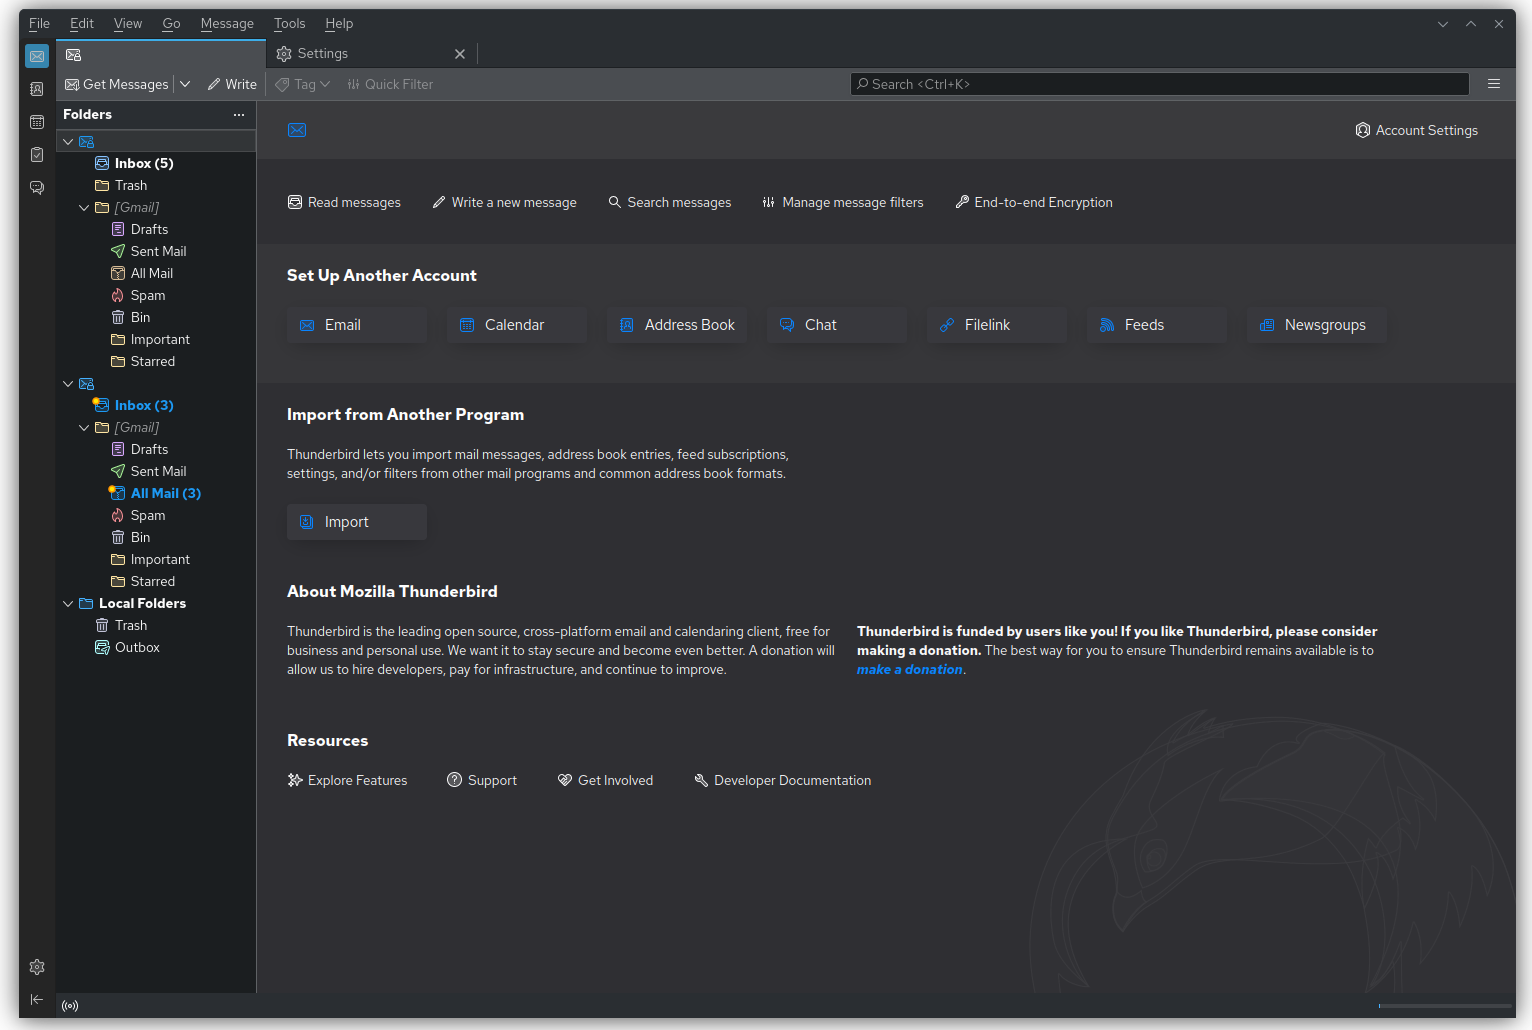 File Edit View Go Message Tools Help
Settings
Get Messages Write Tag Quick Filter Search <Ctrl+K>
Folders
Account Settings
Inbox (5)
Trash
[Gmail]
Drafts
Sent Mail
All Mail
Spam
Bin
Important
Starred
Inbox (3)
[Gmail]
Drafts
Sent Mail
All Mail (3)
Spam
Bin
Important
Starred
Local Folders
Trash
Outbox
Read messages Write a new message Search messages Manage message filters End-to-end Encryption
Set Up Another Account
Email Calendar Address Book Chat Filelink Feeds Newsgroups
Import from Another Program
Thunderbird lets you import mail messages, address book entries, feed subscriptions,
settings, and/or filters from other mail programs and common address book formats.
Import
About Mozilla Thunderbird
Thunderbird is the leading open source, cross-platform email and calendaring client, free for
business and personal use. We want it to stay secure and become even better. A donation will
allow us to hire developers, pay for infrastructure, and continue to improve.
Thunderbird is funded by users like you! If you like Thunderbird, please consider
making a donation. The best way for you to ensure Thunderbird remains available is to
make a donation.
Resources
Explore Features Support Get Involved Developer Documentation